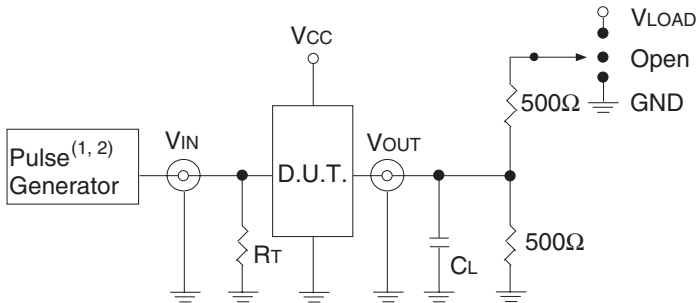 VLOAD
Open
GND
VCC
500Ω
Pulse(1, 2)
Generator
VIN
D.U.T.
VOUT
RT
CL
500Ω